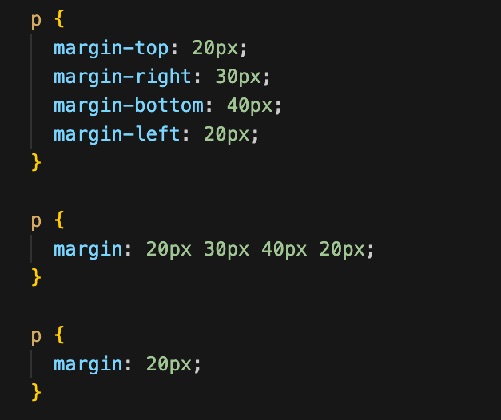 p {
  margin-top: 20px;
  margin-right: 30px;
  margin-bottom: 40px;
  margin-left: 20px;
}

p {
  margin: 20px 30px 40px 20px;
}

p {
  margin: 20px;
}